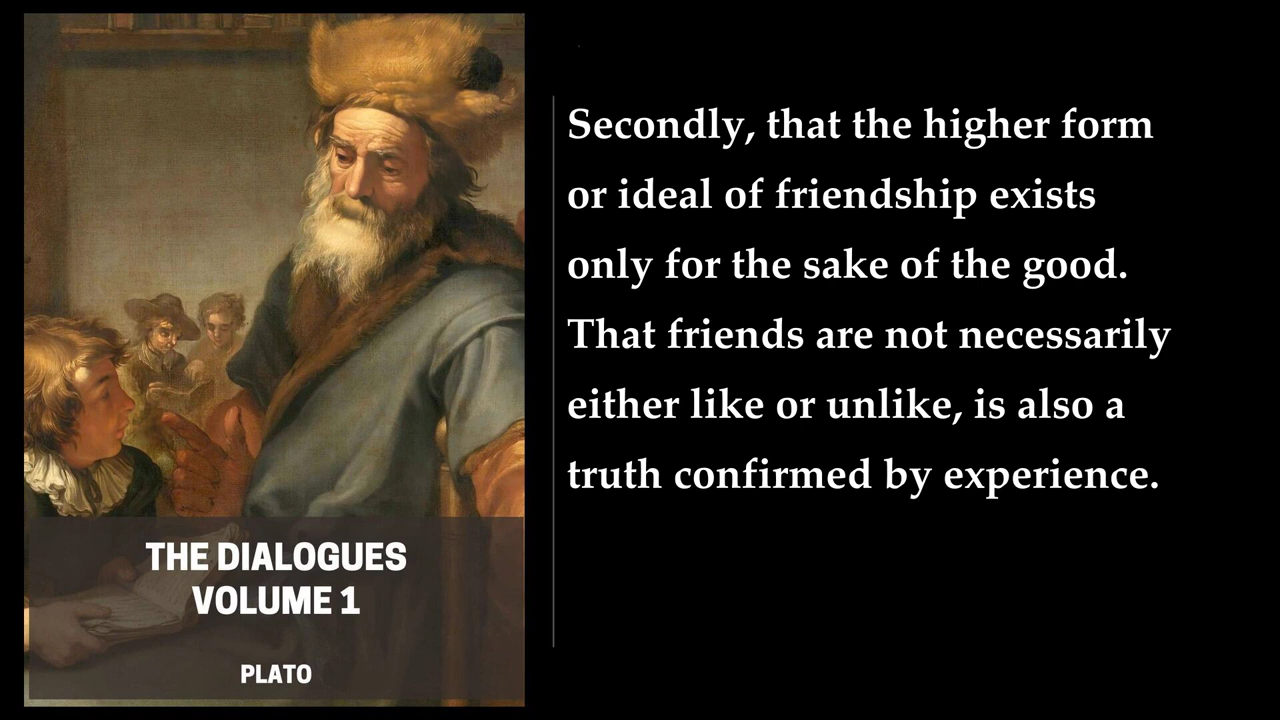 Secondly, that the higher form
or ideal of friendship exists
only for the sake of the good.
That friends are not necessarily
either like or unlike, is also a
truth confirmed by experience.
THE DIALOGUES
VOLUME 1
PLATO